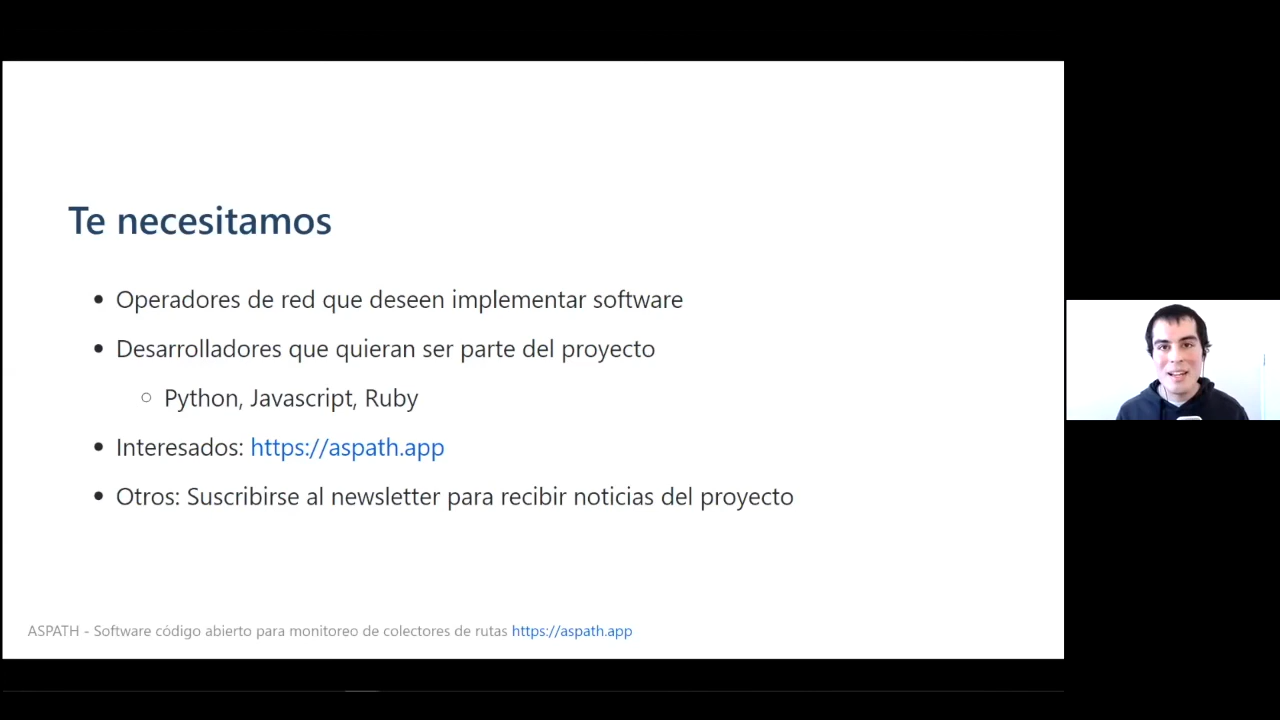 Te necesitamos
Operadores de red que deseen implementar software
Desarrolladores que quieran ser parte del proyecto
Python, Javascript, Ruby
Interesados: https://aspath.app
Otros: Suscribirse al newsletter para recibir noticias del proyecto
ASPATH - Software código abierto para monitoreo de colectores de rutas https://aspath.app